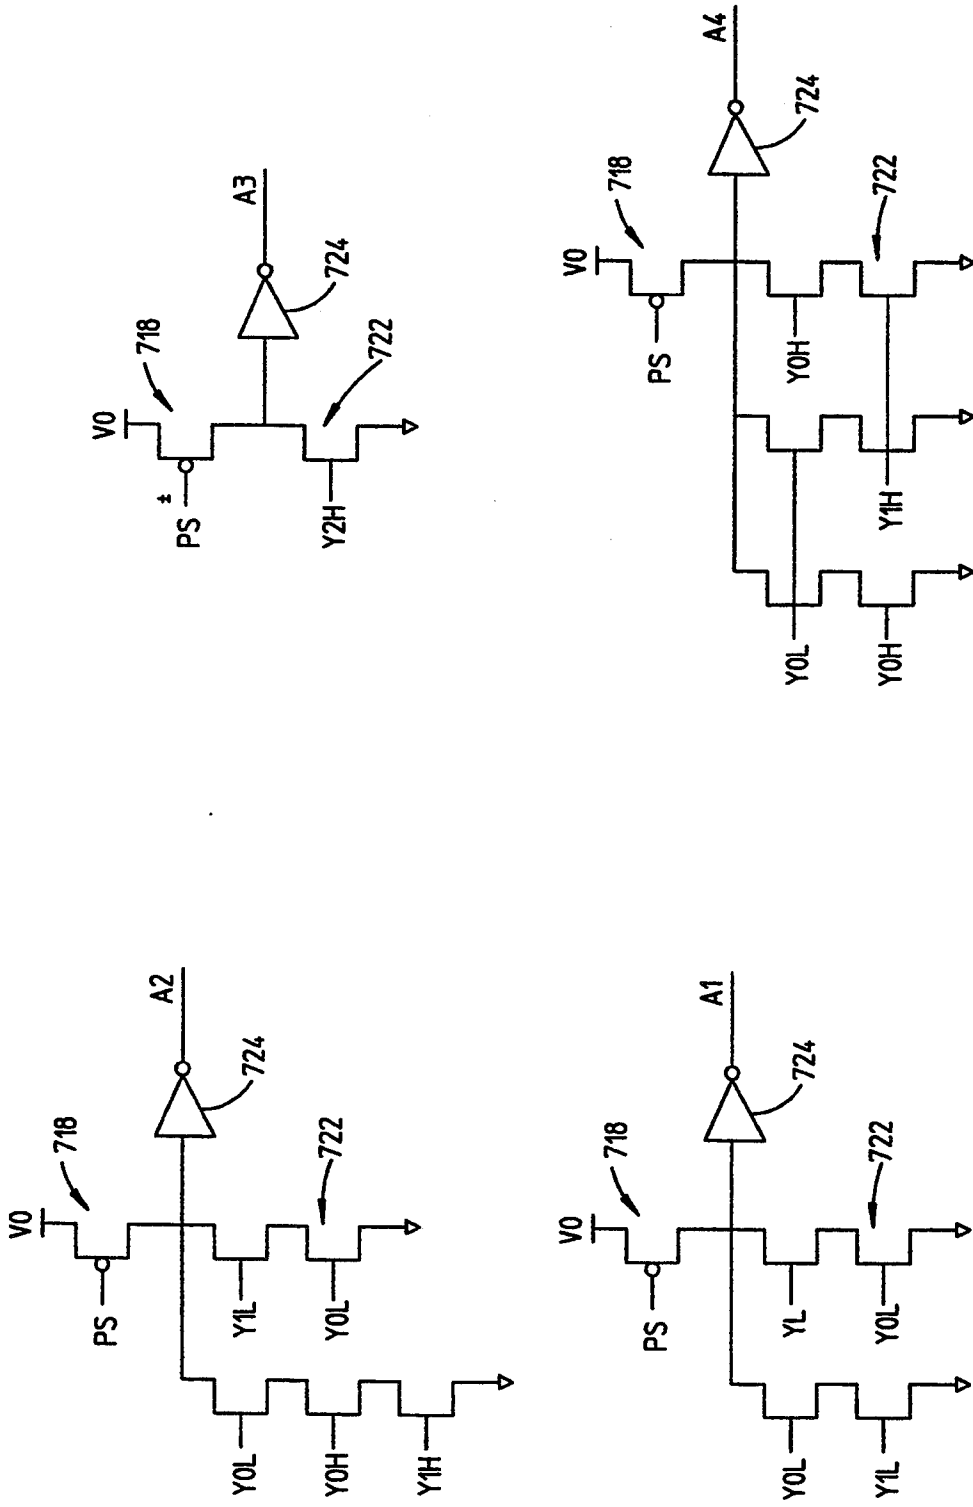 V0
718
PS
A2
724
Y1L
722
Y0L
Y0L
Y0H
Y1H
V0
718
PS ±
A3
724
722
Y2H
V0
718
PS
A1
724
YL
722
Y0L
Y0L
Y1L
V0
718
PS
A4
724
Y0H
722
Y0L
Y1H
Y0H